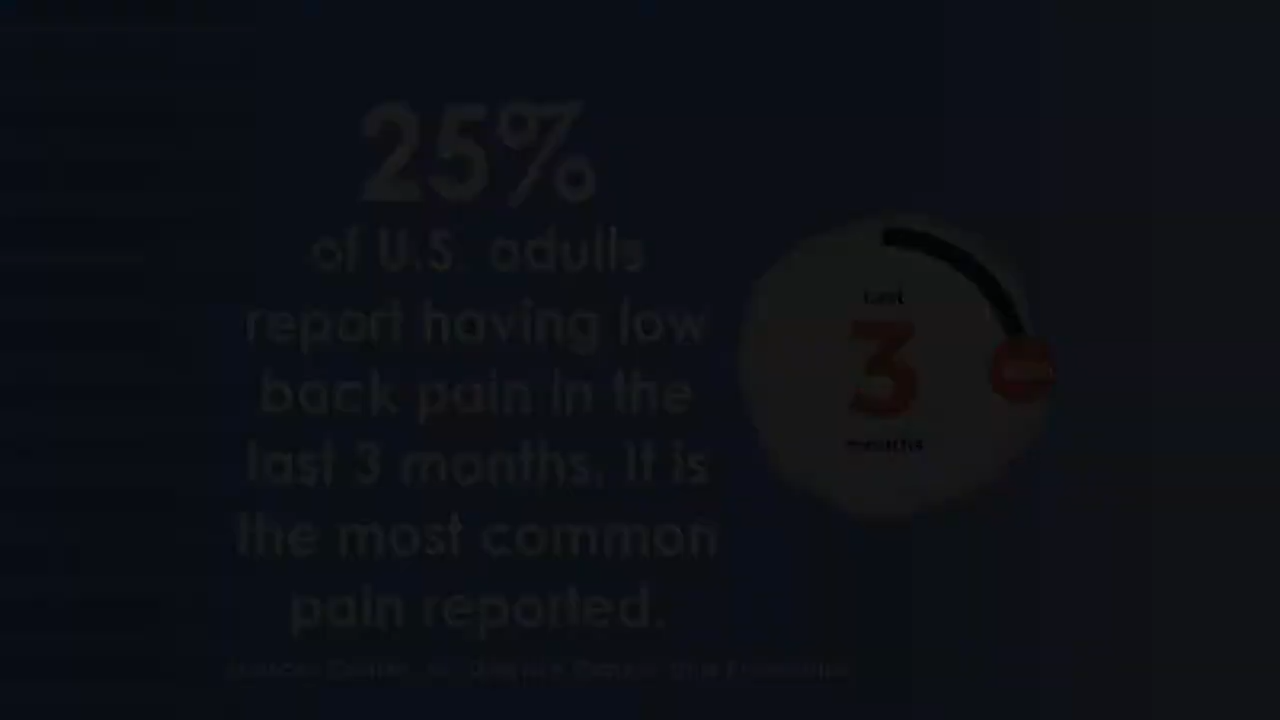 25%
of U.S. adults
report having low
back pain in the
last 3 months. It is
the most common
pain reported.
Last
3
months